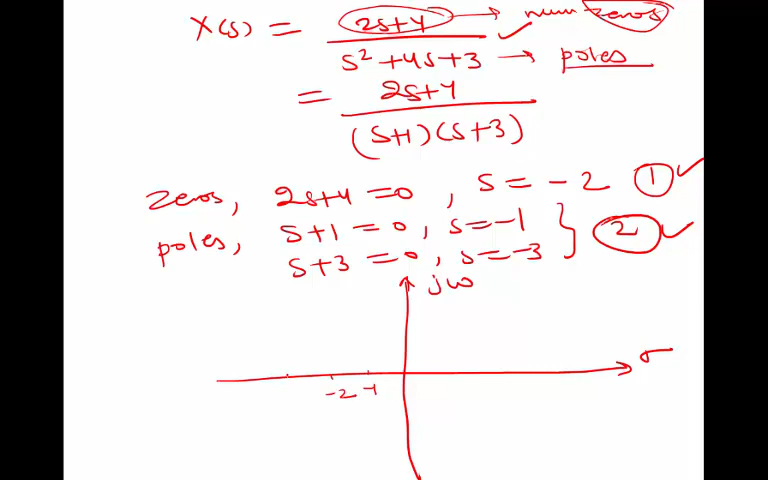 X(s) = 2s+4 / s² + 4s + 3 → num zeros
→ poles
= 2s+4 / (s+1)(s+3)
zeros, 2s+4 = 0, s = -2 1
poles, s+1 = 0, s = -1
s+3 = 0, s = -3 } 2
jω
σ
-2 -1